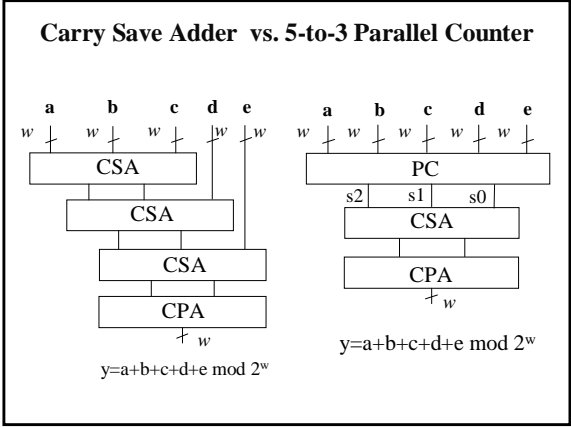 Carry Save Adder vs. 5-to-3 Parallel Counter
a b c d e
w w w w w
CSA
CSA
CSA
CPA
w
y=a+b+c+d+e mod 2ʷ
a b c d e
w w w w w
PC
s2 s1 s0
CSA
CPA
w
y=a+b+c+d+e mod 2ʷ